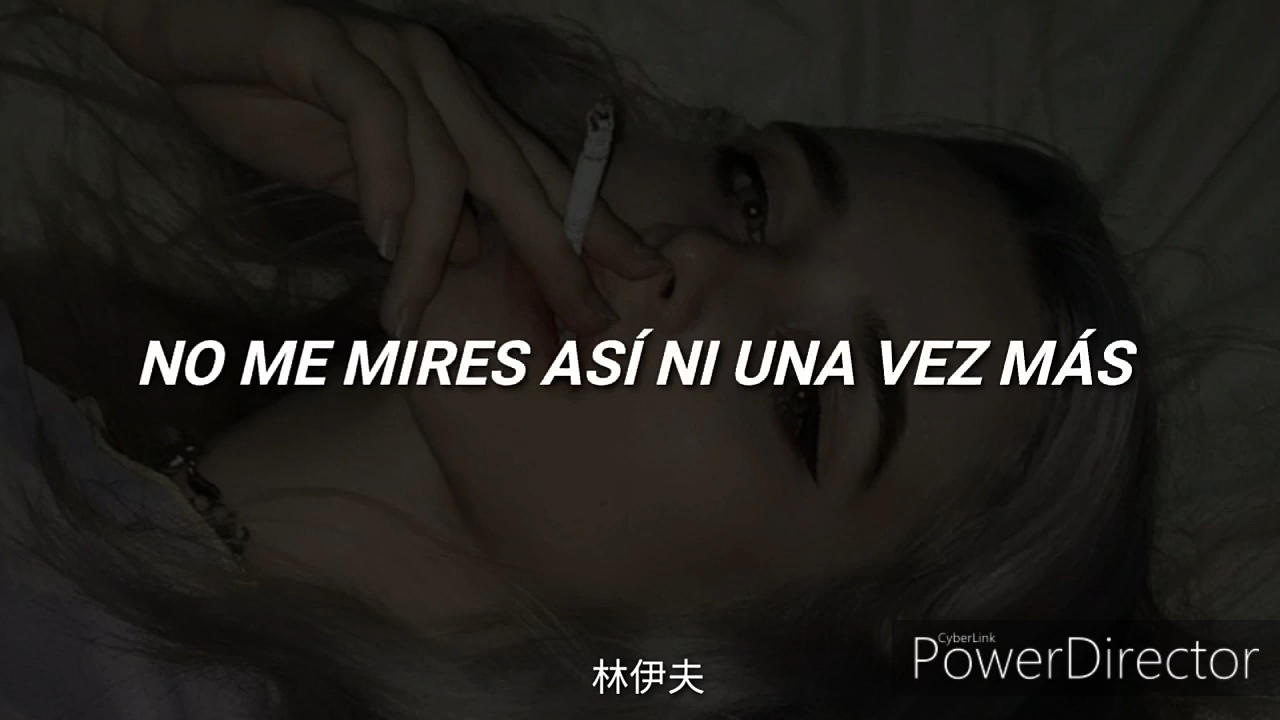 NO ME MIRES ASÍ NI UNA VEZ MÁS
CyberLink
PowerDirector
林伊夫